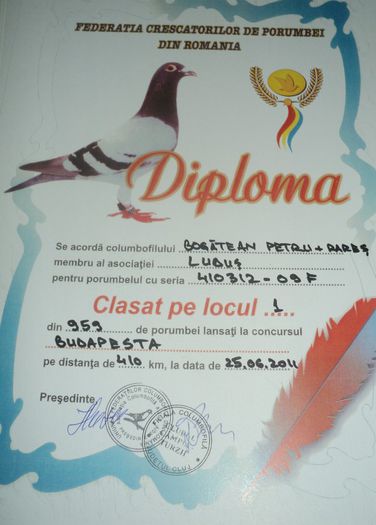 FEDERATIA CRESCATORILOR DE PORUMBEI
DIN ROMANIA
Diploma
Se acordă columbofilului BOGĂTEAN PETRU + RAREȘ
membru al asociației LUDUȘ
pentru porumbelul cu seria 410312-09F
Clasat pe locul 1
din 959 de porumbei lansați la concursul
BUDAPESTA
pe distanța de 410 km, la data de 25.06.2011
Președinte,